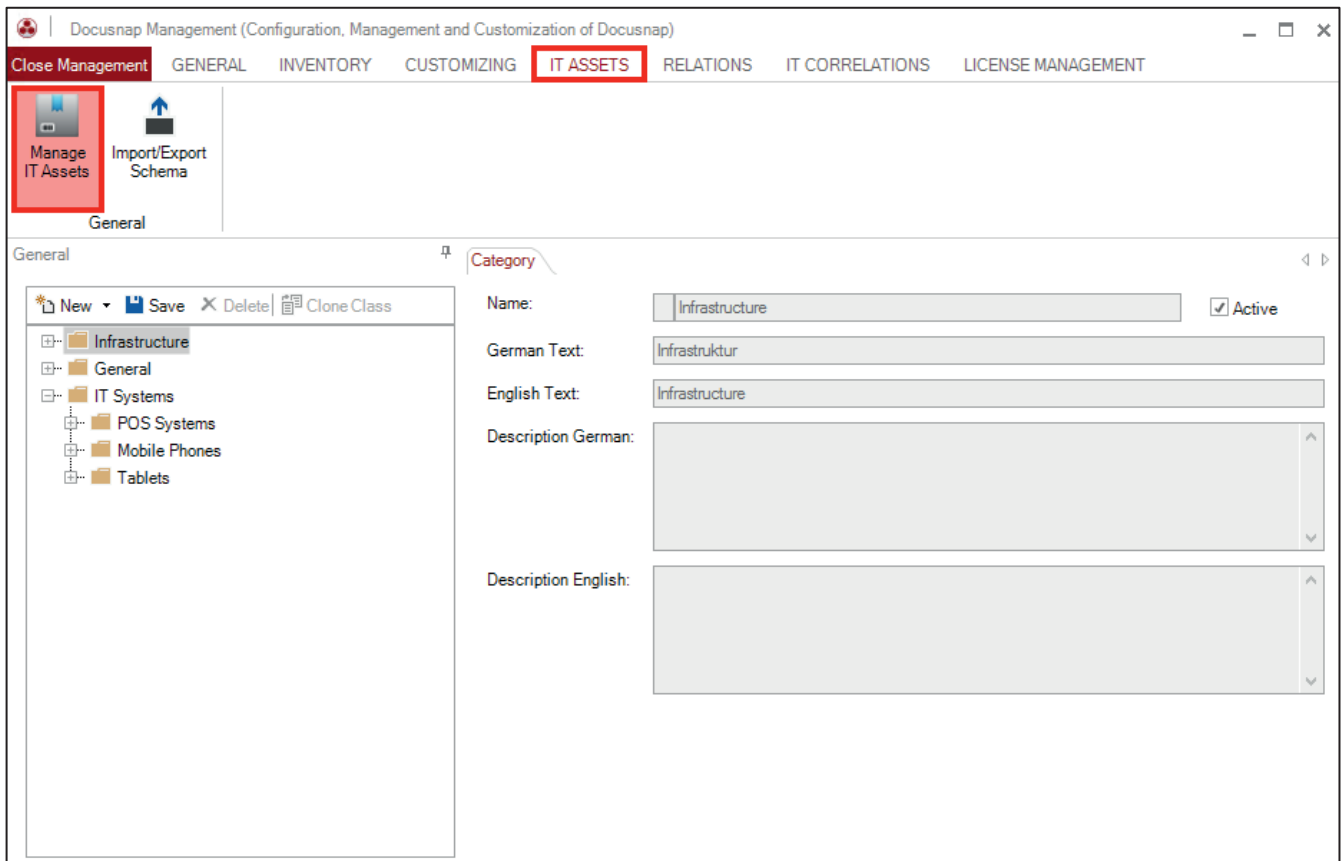 Docusnap Management (Configuration, Management and Customization of Docusnap)
Close Management GENERAL INVENTORY CUSTOMIZING IT ASSETS RELATIONS IT CORRELATIONS LICENSE MANAGEMENT
Manage IT Assets
Import/Export Schema
General
General
New Save Delete Clone Class
Infrastructure
General
IT Systems
POS Systems
Mobile Phones
Tablets
Category
Name: Infrastructure Active
German Text: Infrastruktur
English Text: Infrastructure
Description German:
Description English: